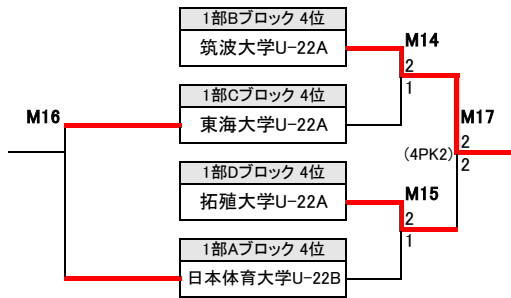 1部Bブロック 4位
筑波大学U-22A
M14
2
1
1部Cブロック 4位
東海大学U-22A
M16
M17
2
(4PK2)
2
1部Dブロック 4位
拓殖大学U-22A
M15
2
1
1部Aブロック 4位
日本体育大学U-22B